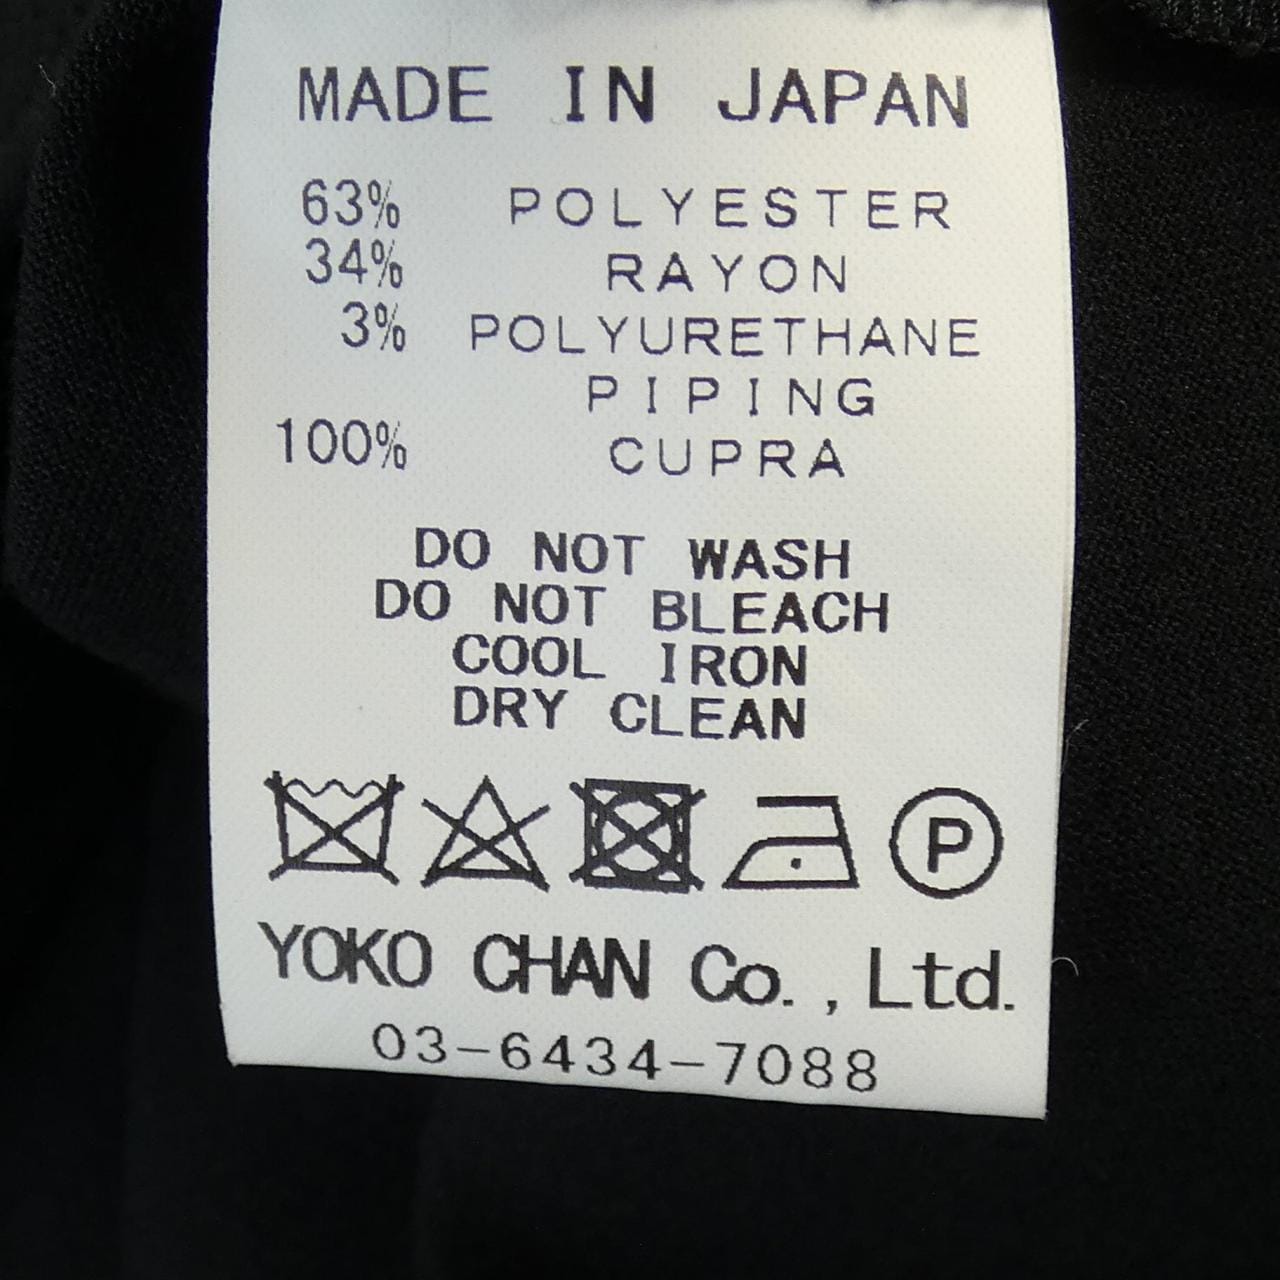 MADE IN JAPAN
63% POLYESTER
34% RAYON
3% POLYURETHANE
PIPING
100% CUPRA
DO NOT WASH
DO NOT BLEACH
COOL IRON
DRY CLEAN
P
YOKO CHAN Co., Ltd.
03-6434-7088